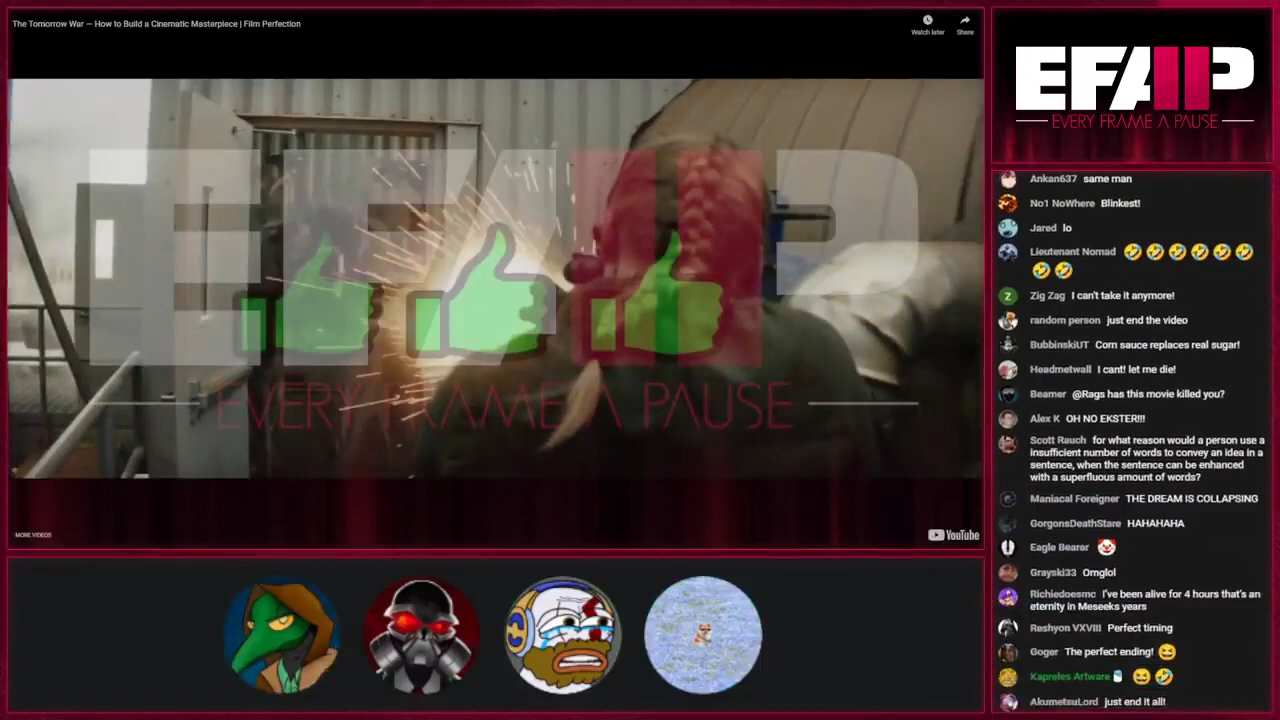 The Tomorrow War — How to Build a Cinematic Masterpiece | Film Perfection
Watch later
Share
EFAP
EVERY FRAME A PAUSE
MORE VIDEOS
YouTube
EFAP
EVERY FRAME A PAUSE
Ankan637 same man
No1 NoWhere Blinkest!
Jared lo
Lieutenant Nomad 🤣🤣🤣🤣🤣🤣
🤣🤣
Z
Zig Zag I can't take it anymore!
random person just end the video
BubbinskiUT Corn sauce replaces real sugar!
Headmetwall I cant! let me die!
Beamer @Rags has this movie killed you?
Alex K OH NO EKSTER!!!
Scott Rauch for what reason would a person use a
insufficient number of words to convey an idea in a
sentence, when the sentence can be enhanced
with a superfluous amount of words?
Maniacal Foreigner THE DREAM IS COLLAPSING
GorgonsDeathStare HAHAHAHA
Eagle Bearer 🤡
Grayski33 Omglol
Richiedoesmc I've been alive for 4 hours that's an
eternity in Meseeks years
Reshyon XVXIII Perfect timing
Goger The perfect ending! 😆
Kapreles Artware 😆🤣
AkumetsuLord just end it all!